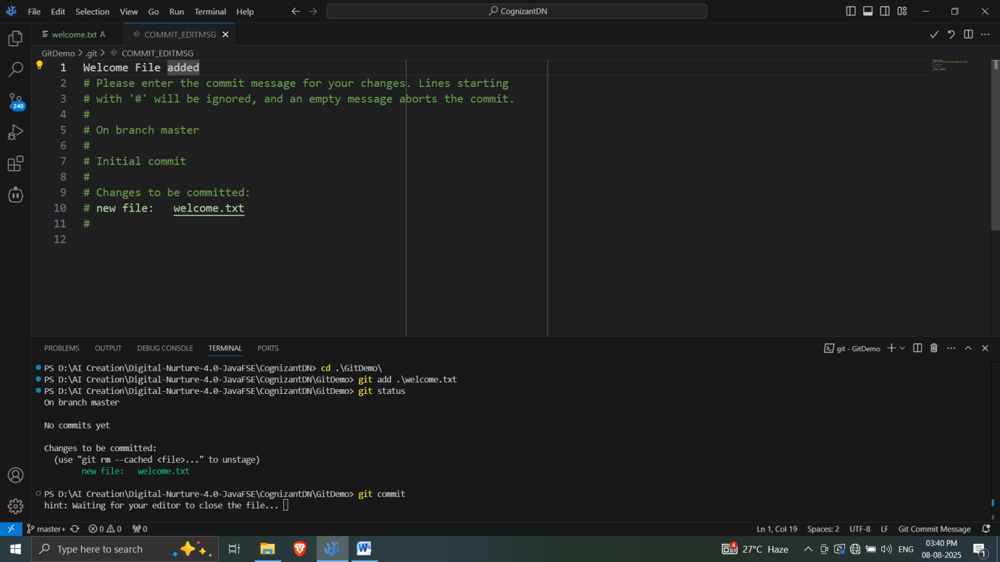 File Edit Selection View Go Run Terminal Help
CognizantDN
welcome.txt A
COMMIT_EDITMSG
GitDemo > .git > COMMIT_EDITMSG
1 Welcome File added
2 # Please enter the commit message for your changes. Lines starting
3 # with '#' will be ignored, and an empty message aborts the commit.
4 #
5 # On branch master
6 #
7 # Initial commit
8 #
9 # Changes to be committed:
10 # new file: welcome.txt
11 #
12
240
PROBLEMS OUTPUT DEBUG CONSOLE TERMINAL PORTS
git - GitDemo
PS D:\AI Creation\Digital-Nurture-4.0-JavaFSE\CognizantDN> cd .\GitDemo\
PS D:\AI Creation\Digital-Nurture-4.0-JavaFSE\CognizantDN\GitDemo> git add .\welcome.txt
PS D:\AI Creation\Digital-Nurture-4.0-JavaFSE\CognizantDN\GitDemo> git status
On branch master
No commits yet
Changes to be committed:
(use "git rm --cached <file>..." to unstage)
new file: welcome.txt
PS D:\AI Creation\Digital-Nurture-4.0-JavaFSE\CognizantDN\GitDemo> git commit
hint: Waiting for your editor to close the file...
master+ 0 0 0
Ln 1, Col 19 Spaces: 2 UTF-8 LF Git Commit Message
Type here to search
4 27°C Haze
ENG
03:40 PM
08-08-2025
1